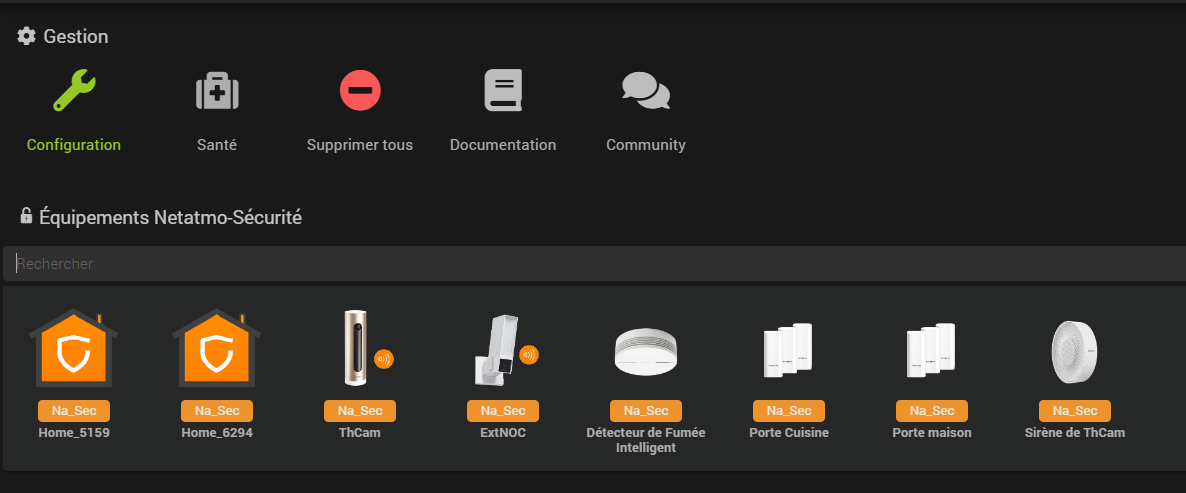 Gestion
Configuration
Santé
Supprimer tous
Documentation
Community
Équipements Netatmo-Sécurité
Rechercher
Na_Sec
Home_5159
Na_Sec
Home_6294
Na_Sec
ThCam
Na_Sec
ExtNOC
Na_Sec
Détecteur de Fumée
Intelligent
Na_Sec
Porte Cuisine
Na_Sec
Porte maison
Na_Sec
Sirène de ThCam